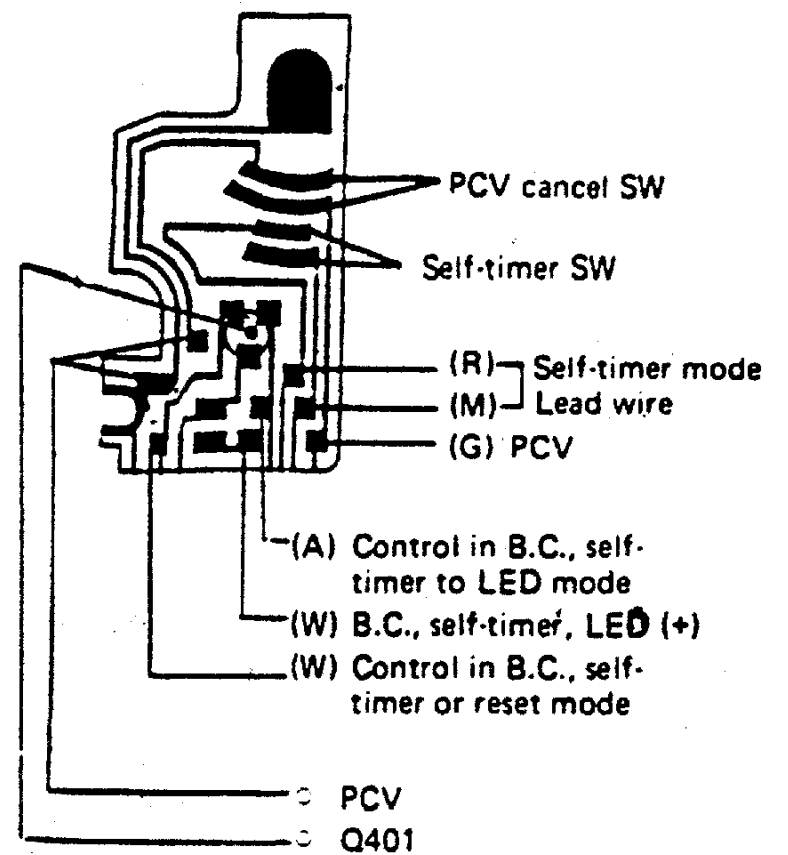 PCV cancel SW
Self-timer SW
(R) Self-timer mode
(M) Lead wire
(G) PCV
(A) Control in B.C., self-
timer to LED mode
(W) B.C., self-timer, LED (+)
(W) Control in B.C., self-
timer or reset mode
PCV
Q401